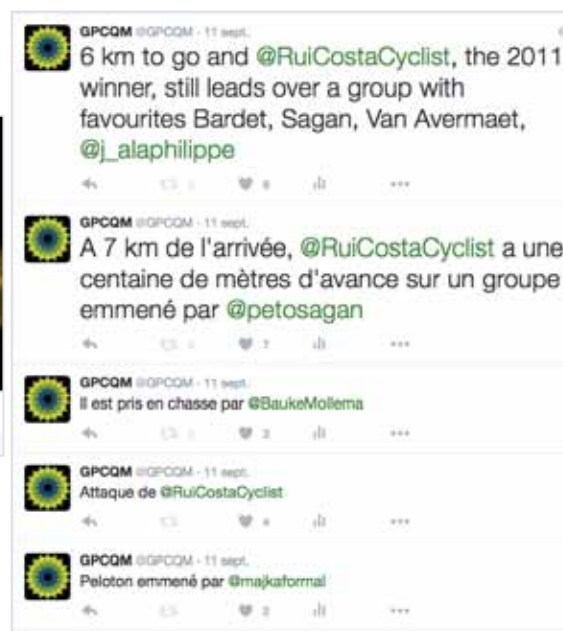 GPCQM @GPCQM · 11 sept.
6 km to go and @RuiCostaCyclist, the 2011
winner, still leads over a group with
favourites Bardet, Sagan, Van Avermaet,
@j_alaphilippe
GPCQM @GPCQM · 11 sept.
A 7 km de l'arrivée, @RuiCostaCyclist a une
centaine de mètres d'avance sur un groupe
emmené par @petosagan
7
GPCQM @GPCQM · 11 sept.
Il est pris en chasse par @BaukeMollema
2
GPCQM @GPCQM · 11 sept.
Attaque de @RuiCostaCyclist
GPCQM @GPCQM · 11 sept.
Peloton emmené par @majkaformal
2